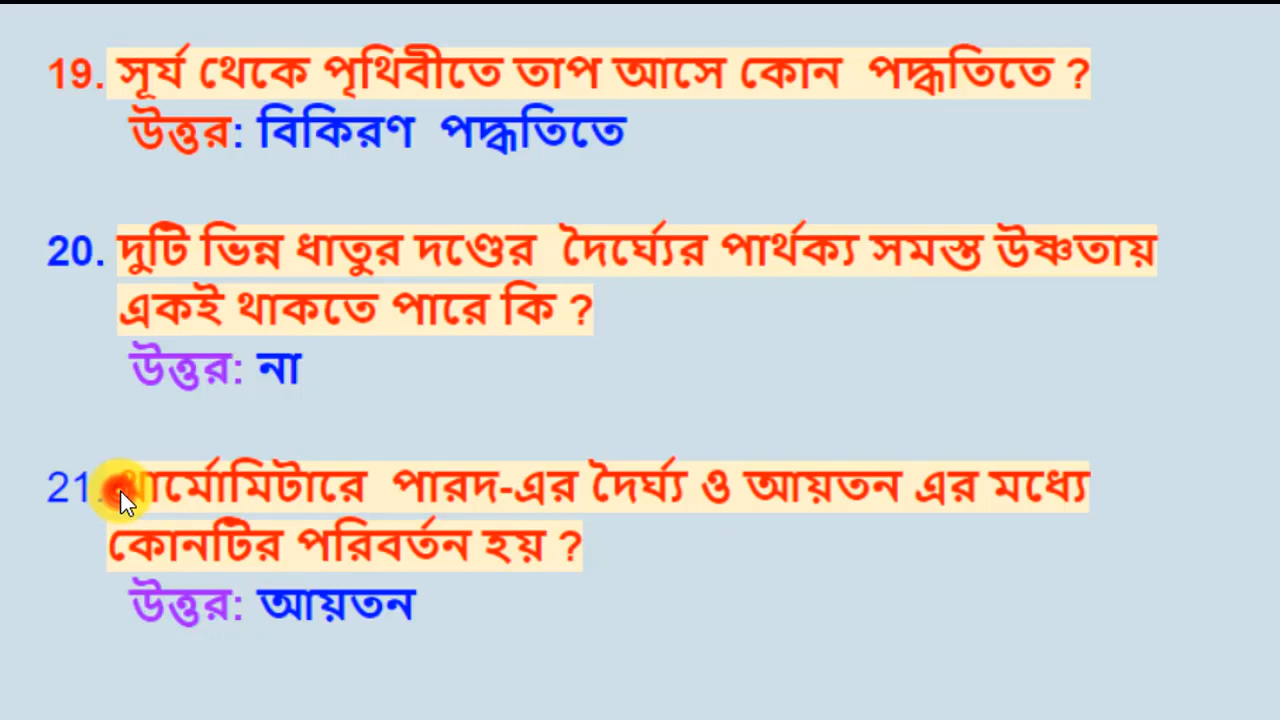 19. সূর্য থেকে পৃথিবীতে তাপ আসে কোন পদ্ধতিতে ?
উত্তর: বিকিরণ পদ্ধতিতে
20. দুটি ভিন্ন ধাতুর দণ্ডের দৈর্ঘ্যের পার্থক্য সমস্ত উষ্ণতায়
একই থাকতে পারে কি ?
উত্তর: না
21. থার্মোমিটারে পারদ-এর দৈর্ঘ্য ও আয়তন এর মধ্যে
কোনটির পরিবর্তন হয় ?
উত্তর: আয়তন